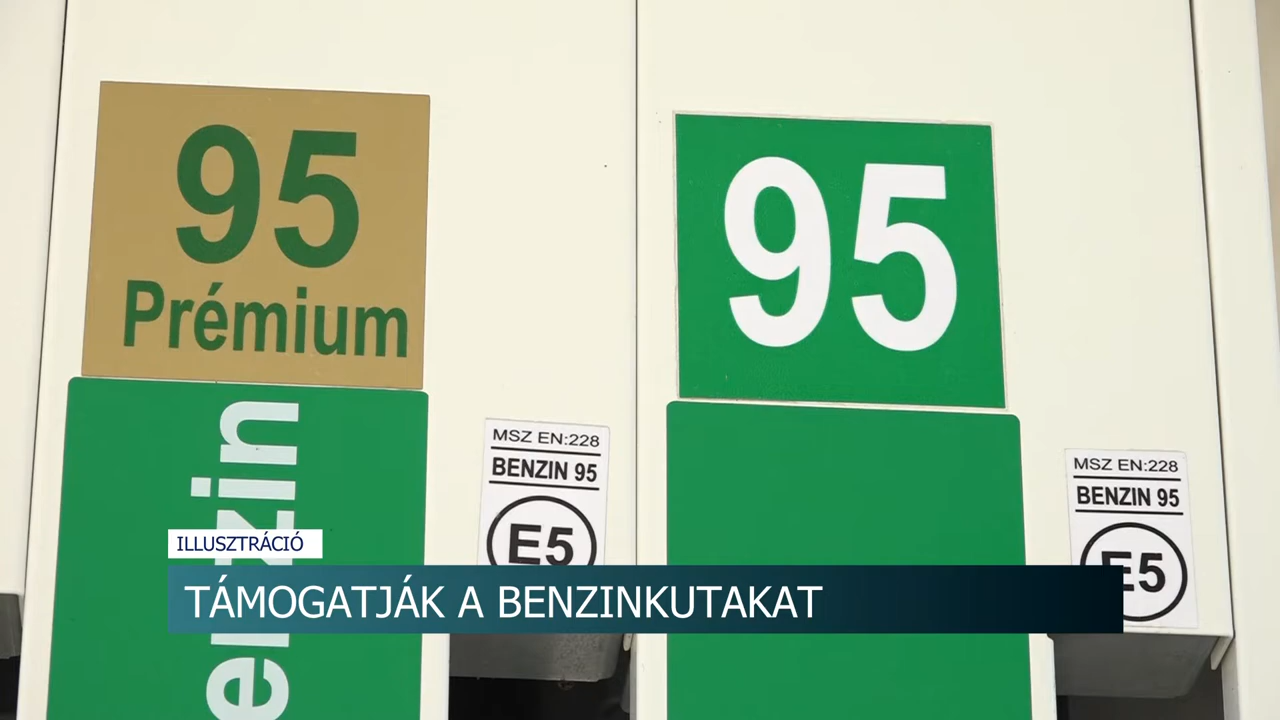 95
Prémium
95
MSZ EN:228
BENZIN 95
E5
MSZ EN:228
BENZIN 95
E5
ILLUSZTRÁCIÓ
TÁMOGATJÁK A BENZINKUTAKAT